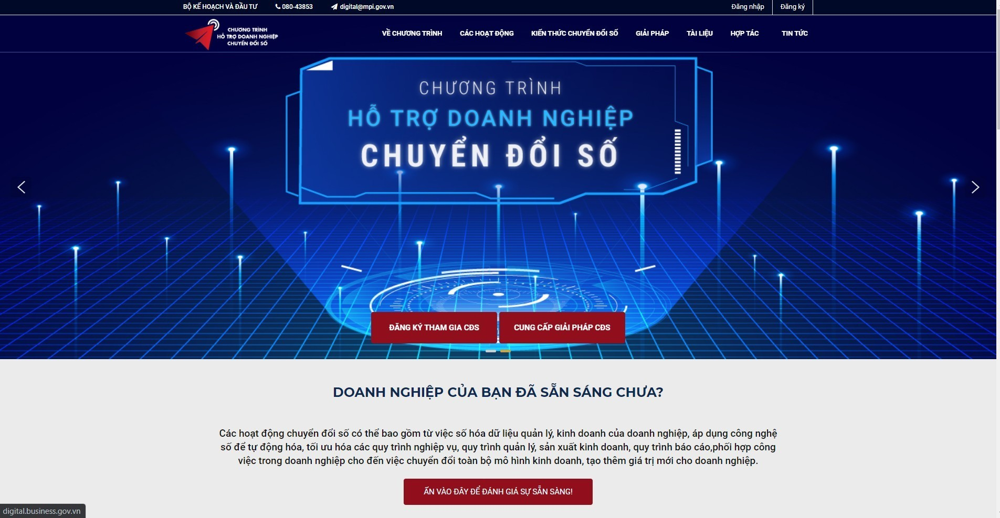 BỘ KẾ HOẠCH VÀ ĐẦU TƯ 080-43853 digital@mpi.gov.vn Đăng nhập Đăng ký
CHƯƠNG TRÌNH
HỖ TRỢ DOANH NGHIỆP
CHUYỂN ĐỔI SỐ
VỀ CHƯƠNG TRÌNH CÁC HOẠT ĐỘNG KIẾN THỨC CHUYỂN ĐỔI SỐ GIẢI PHÁP TÀI LIỆU HỢP TÁC TIN TỨC
CHƯƠNG TRÌNH
HỖ TRỢ DOANH NGHIỆP
CHUYỂN ĐỔI SỐ
ĐĂNG KÝ THAM GIA CĐS CUNG CẤP GIẢI PHÁP CĐS
DOANH NGHIỆP CỦA BẠN ĐÃ SẴN SÁNG CHƯA?
Các hoạt động chuyển đổi số có thể bao gồm từ việc số hóa dữ liệu quản lý, kinh doanh của doanh nghiệp, áp dụng công nghệ
số để tự động hóa, tối ưu hóa các quy trình nghiệp vụ, quy trình quản lý, sản xuất kinh doanh, quy trình báo cáo,phối hợp công
việc trong doanh nghiệp cho đến việc chuyển đổi toàn bộ mô hình kinh doanh, tạo thêm giá trị mới cho doanh nghiệp.
ẤN VÀO ĐÂY ĐỂ ĐÁNH GIÁ SỰ SẴN SÀNG!
digital.business.gov.vn